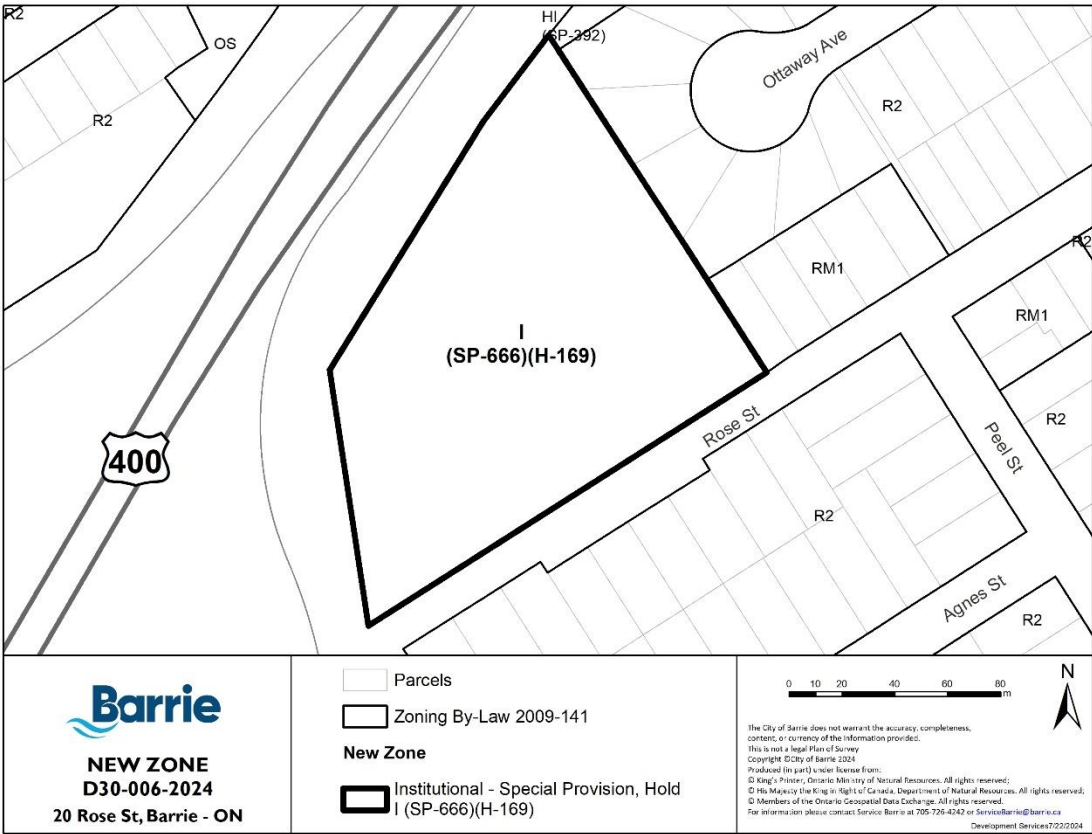 R2
OS
R2
HI
(SP-392)
Ottaway Ave
R2
RM1
R2
RM1
I
(SP-666)(H-169)
Rose St
Peel St
R2
400
R2
Agnes St
R2
Barrie
NEW ZONE
D30-006-2024
20 Rose St, Barrie - ON
Parcels
Zoning By-Law 2009-141
New Zone
Institutional - Special Provision, Hold
I (SP-666)(H-169)
0 10 20 40 60 80
m
N
The City of Barrie does not warrant the accuracy, completeness,
content, or currency of the information provided.
This is not a legal Plan of Survey
Copyright ©City of Barrie 2024
Produced (in part) under license from:
© King's Printer, Ontario Ministry of Natural Resources. All rights reserved;
© His Majesty the King in Right of Canada, Department of Natural Resources. All rights reserved;
© Members of the Ontario Geospatial Data Exchange. All rights reserved.
For information please contact Service Barrie at 705-726-4242 or ServiceBarrie@barrie.ca
Development Services7/22/2024